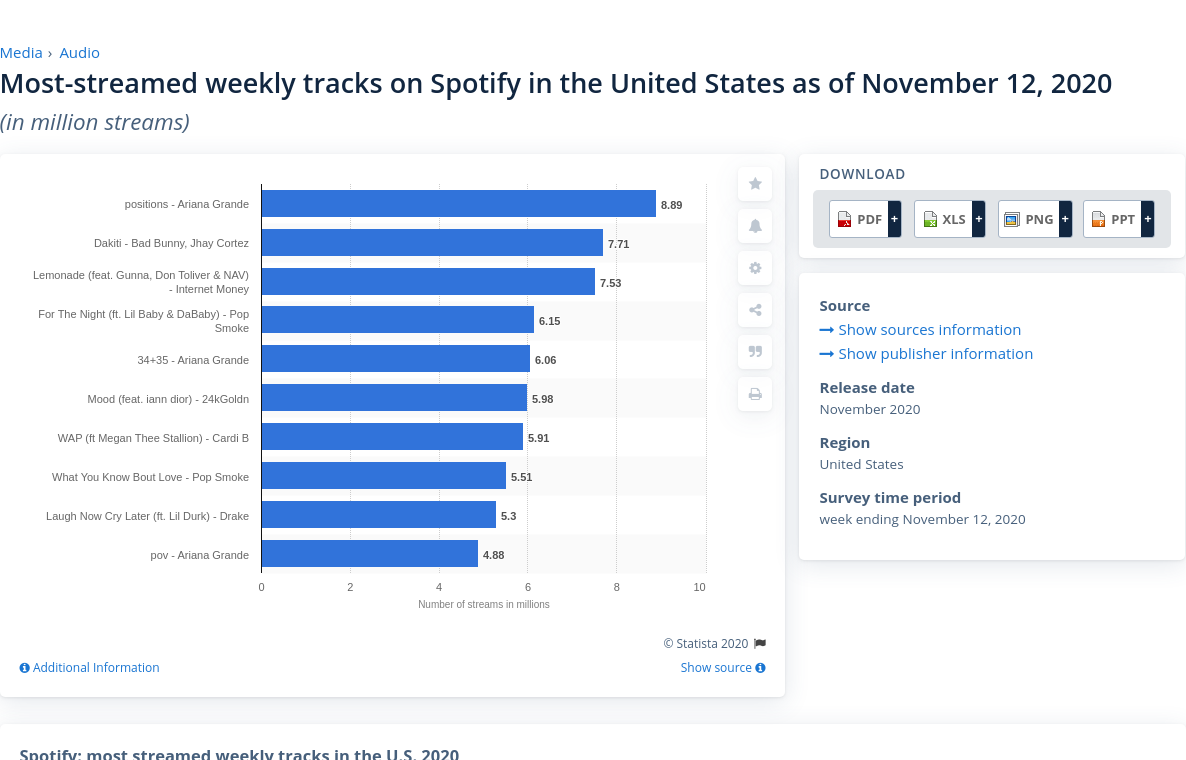 Media › Audio
Most-streamed weekly tracks on Spotify in the United States as of November 12, 2020
(in million streams)
positions - Ariana Grande
8.89
Dakiti - Bad Bunny, Jhay Cortez
7.71
Lemonade (feat. Gunna, Don Toliver & NAV)
- Internet Money
7.53
For The Night (ft. Lil Baby & DaBaby) - Pop
Smoke
6.15
34+35 - Ariana Grande
6.06
Mood (feat. iann dior) - 24kGoldn
5.98
WAP (ft Megan Thee Stallion) - Cardi B
5.91
What You Know Bout Love - Pop Smoke
5.51
Laugh Now Cry Later (ft. Lil Durk) - Drake
5.3
pov - Ariana Grande
4.88
0 2 4 6 8 10
Number of streams in millions
© Statista 2020
Additional Information
Show source
DOWNLOAD
PDF + XLS + PNG + PPT +
Source
Show sources information
Show publisher information
Release date
November 2020
Region
United States
Survey time period
week ending November 12, 2020
Spotify: most streamed weekly tracks in the U.S. 2020